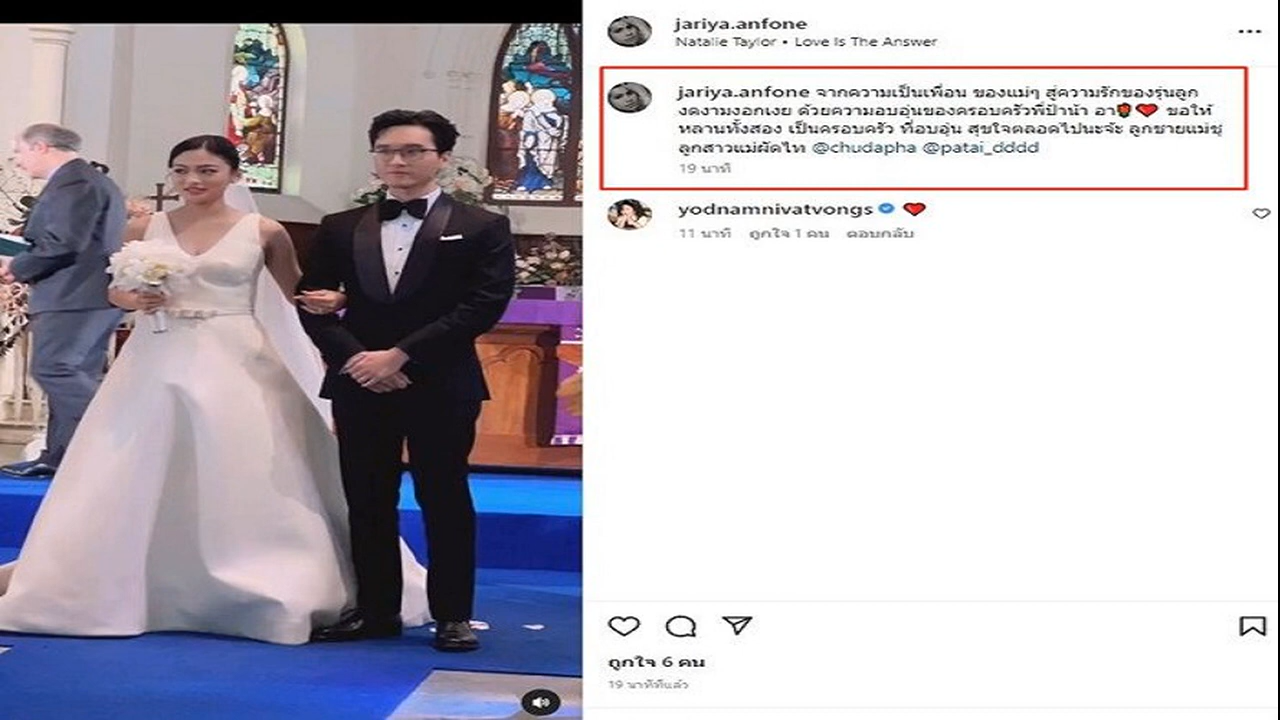 jariya.anfone
Natalie Taylor • Love Is The Answer
jariya.anfone จากความเป็นเพื่อน ของแม่ๆ สู่ความรักของรุ่นลูก
งดงามงอกเงย ด้วยความอบอุ่นของครอบครัวที่ป้าน้า อา🌹❤️ ขอให้
หลานทั้งสอง เป็นครอบครัว ที่อบอุ่น สุขใจตลอดไปนะจ๊ะ ลูกชายแม่ชุ
ลูกสาวแม่ผัดไท @chudapha @patai_dddd
19 นาที
yodnamnivatvongs ❤️
11 นาที ถูกใจ 1 คน ตอบกลับ
ถูกใจ 6 คน
19 นาทีที่แล้ว